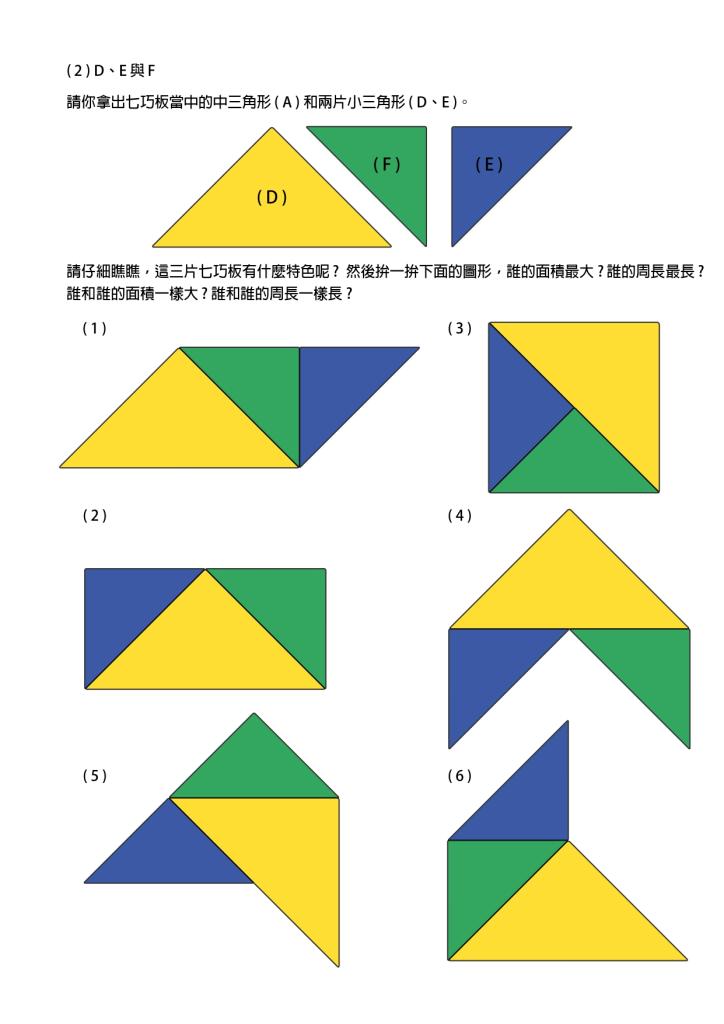 (2) D、E 與 F
請你拿出七巧板當中的中三角形 (A) 和兩片小三角形 (D、E)。
(D)
(F)
(E)
請仔細瞧瞧，這三片七巧板有什麼特色呢？然後拚一拚下面的圖形，誰的面積最大？誰的周長最長？
誰和誰的面積一樣大？誰和誰的周長一樣長？
(1)
(3)
(2)
(4)
(5)
(6)